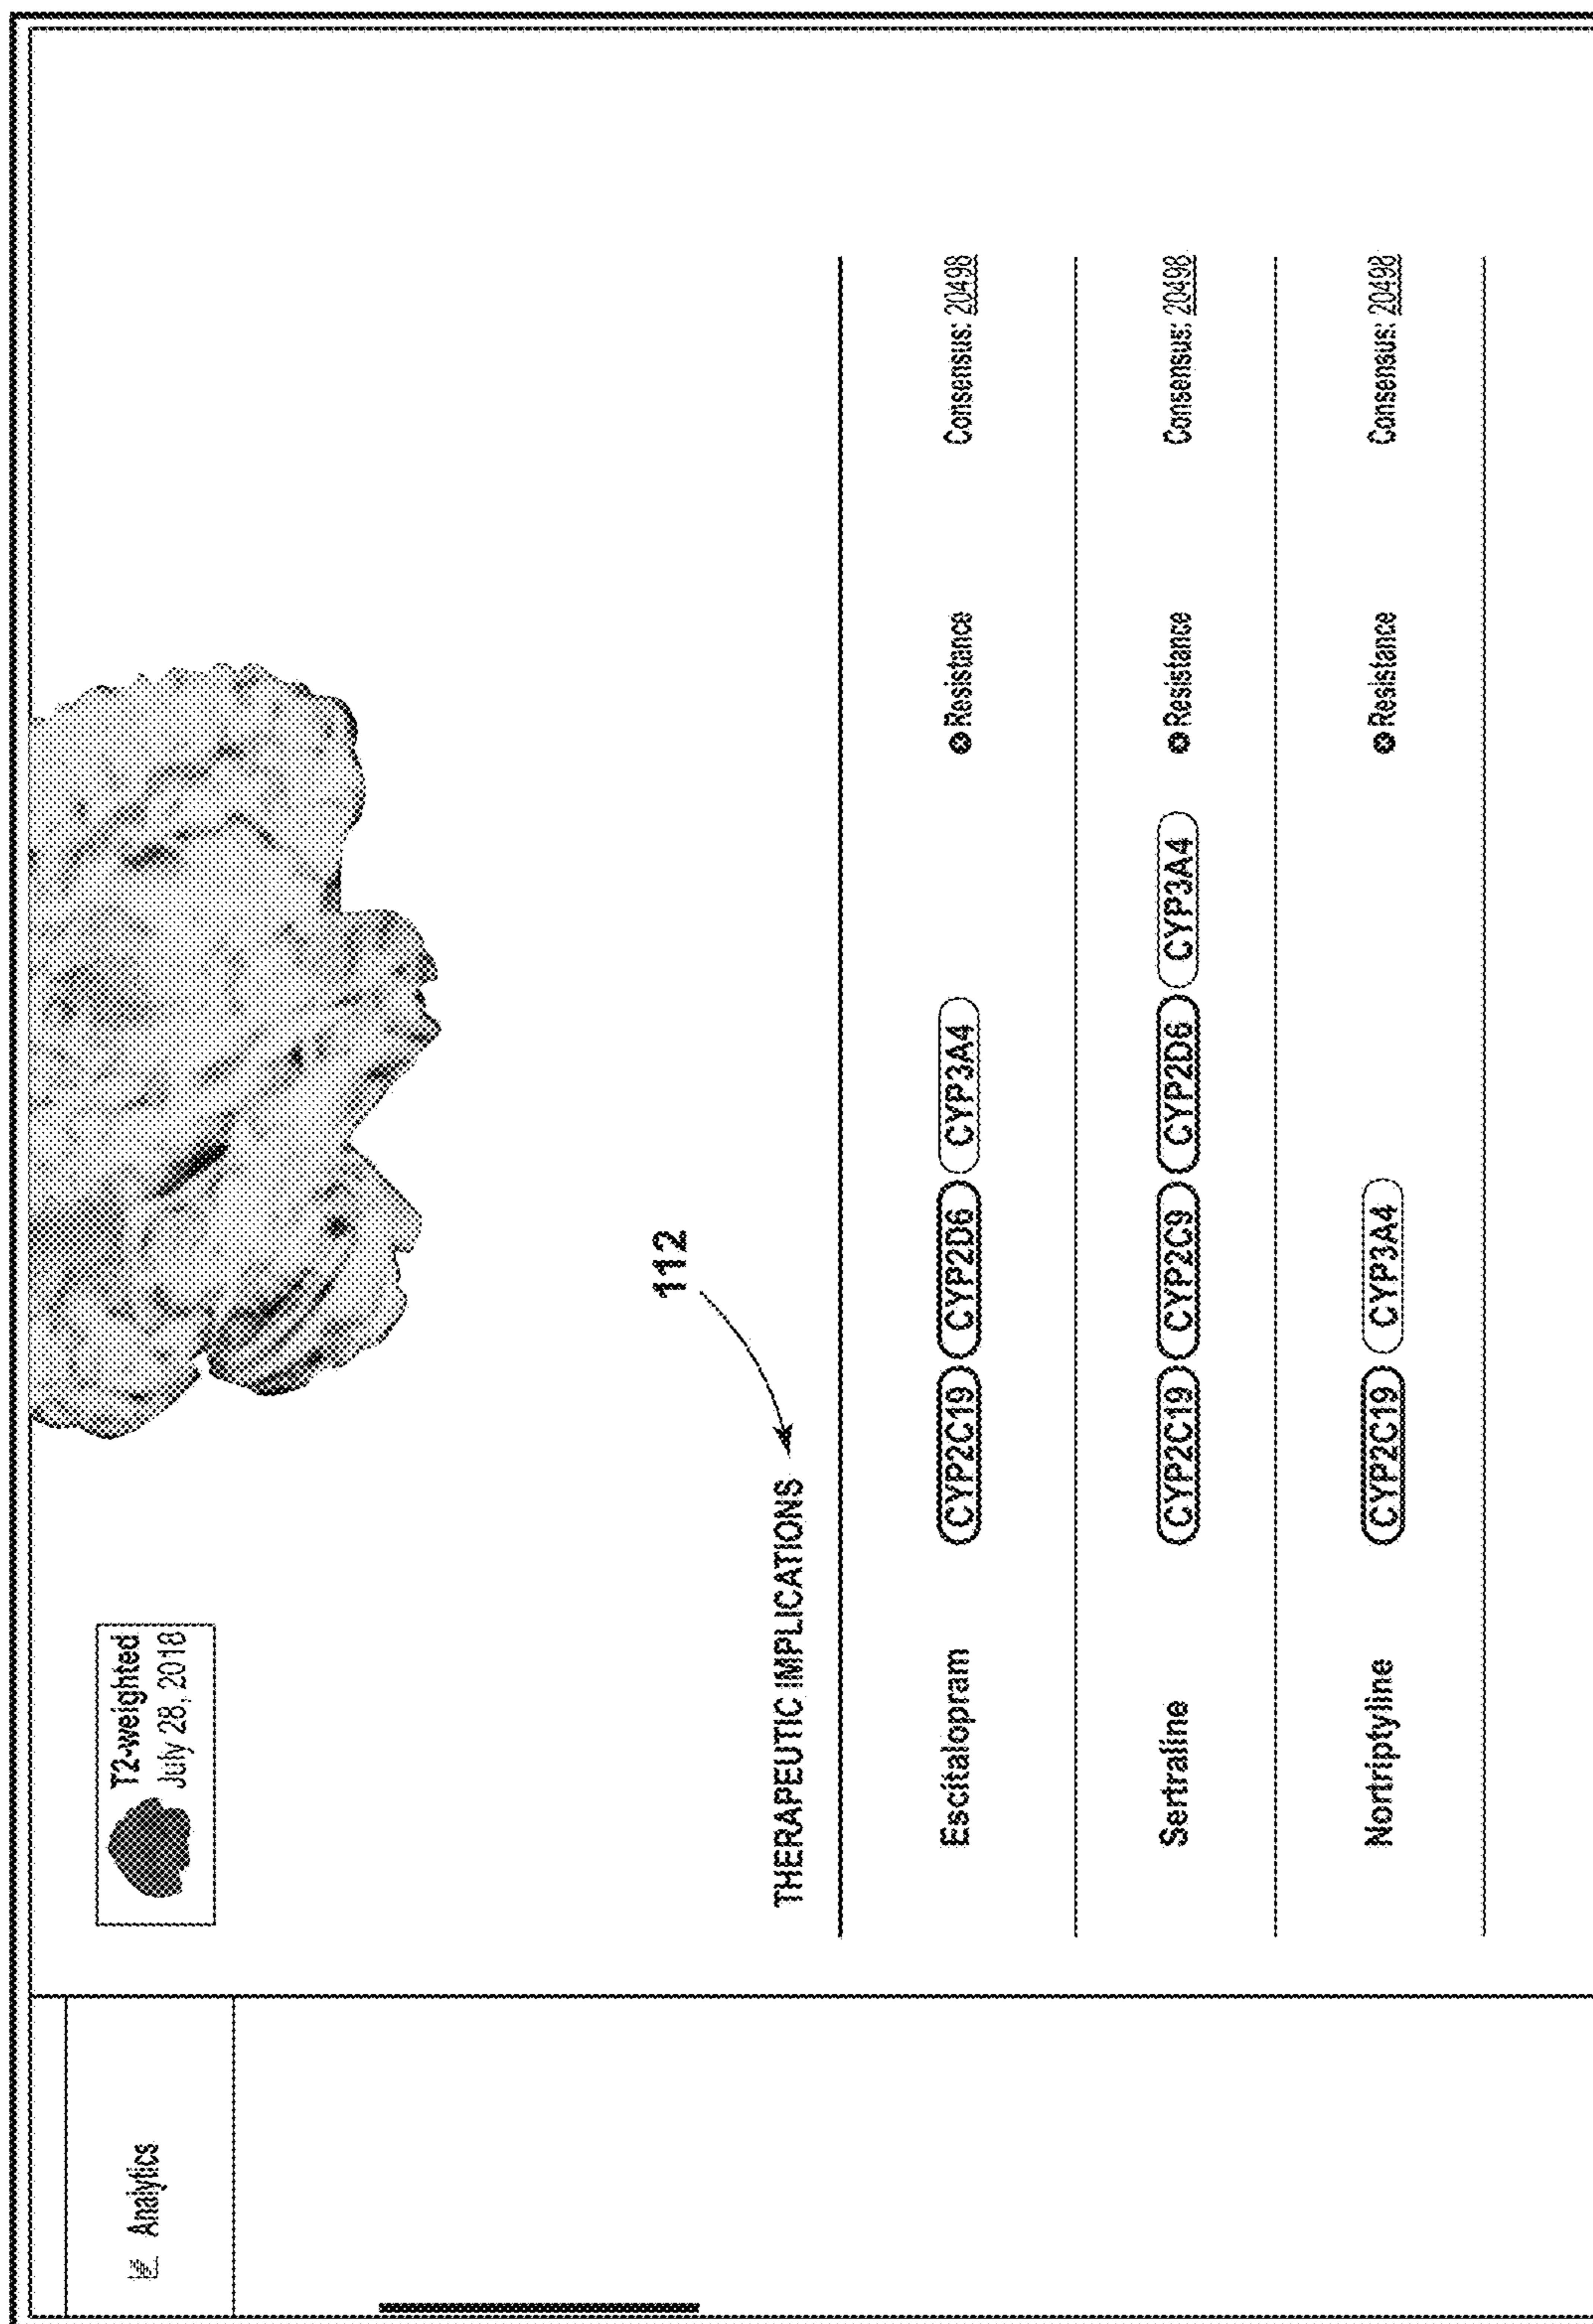 T2-weighted
July 28, 2018
Analytics
112
THERAPEUTIC IMPLICATIONS
Escitalopram CYP2C19 CYP2D6 CYP3A4 Resistance Consensus: 20498
Sertraline CYP2C19 CYP2C9 CYP2D6 CYP3A4 Resistance Consensus: 20498
Nortriptyline CYP2C19 CYP3A4 Resistance Consensus: 20498